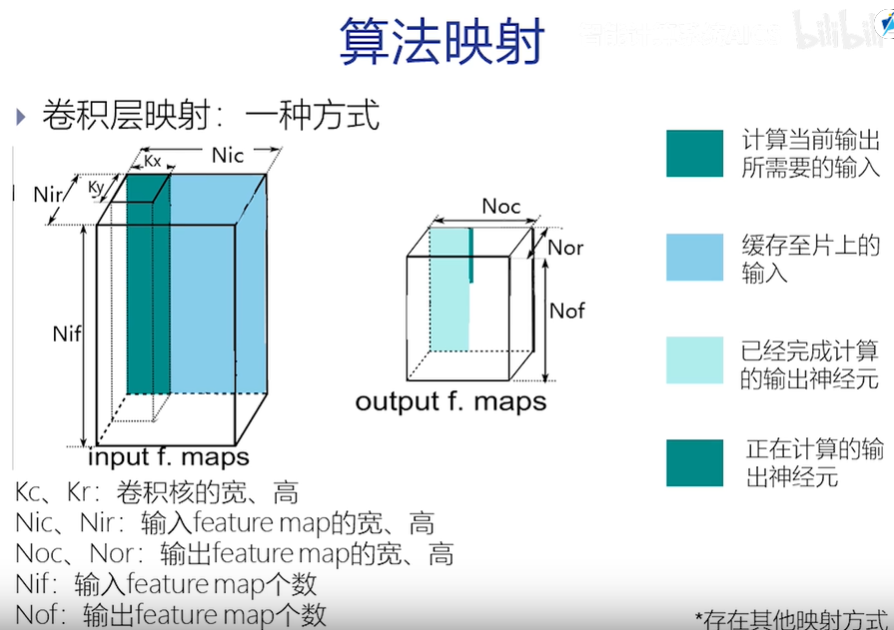 算法映射
bilibili
卷积层映射：一种方式
Nic
Kx
Ky
Nir
Nif
input f. maps
Noc
Nor
Nof
output f. maps
计算当前输出
所需要的输入
缓存至片上的
输入
已经完成计算
的输出神经元
正在计算的输
出神经元
Kc、Kr：卷积核的宽、高
Nic、Nir：输入feature map的宽、高
Noc、Nor：输出feature map的宽、高
Nif：输入feature map个数
Nof：输出feature map个数
*存在其他映射方式